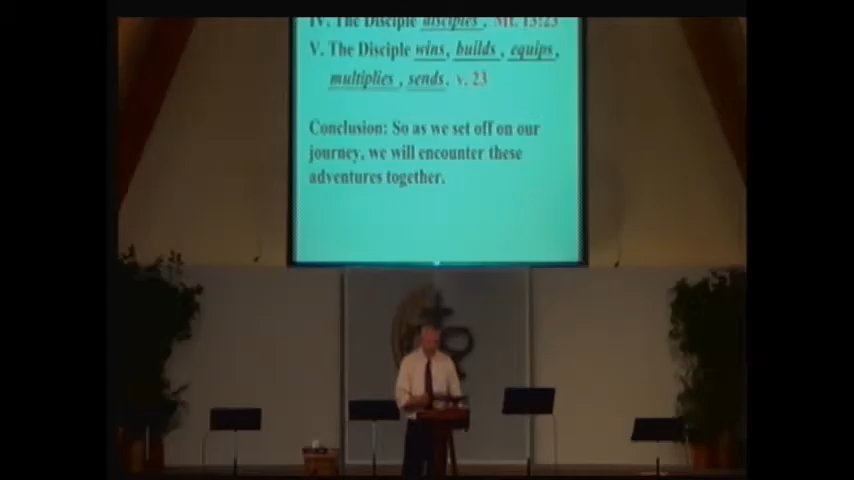 IV. The Disciple disciples. Mt. 13:23
V. The Disciple wins, builds, equips,
multiplies, sends. v. 23
Conclusion: So as we set off on our
journey, we will encounter these
adventures together.